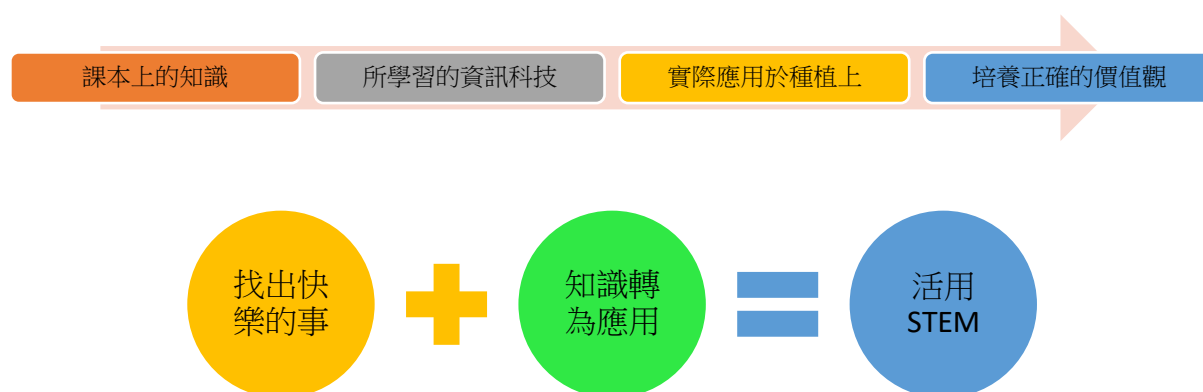 課本上的知識
所學習的資訊科技
實際應用於種植上
培養正確的價值觀
找出快
樂的事
知識轉
為應用
活用
STEM